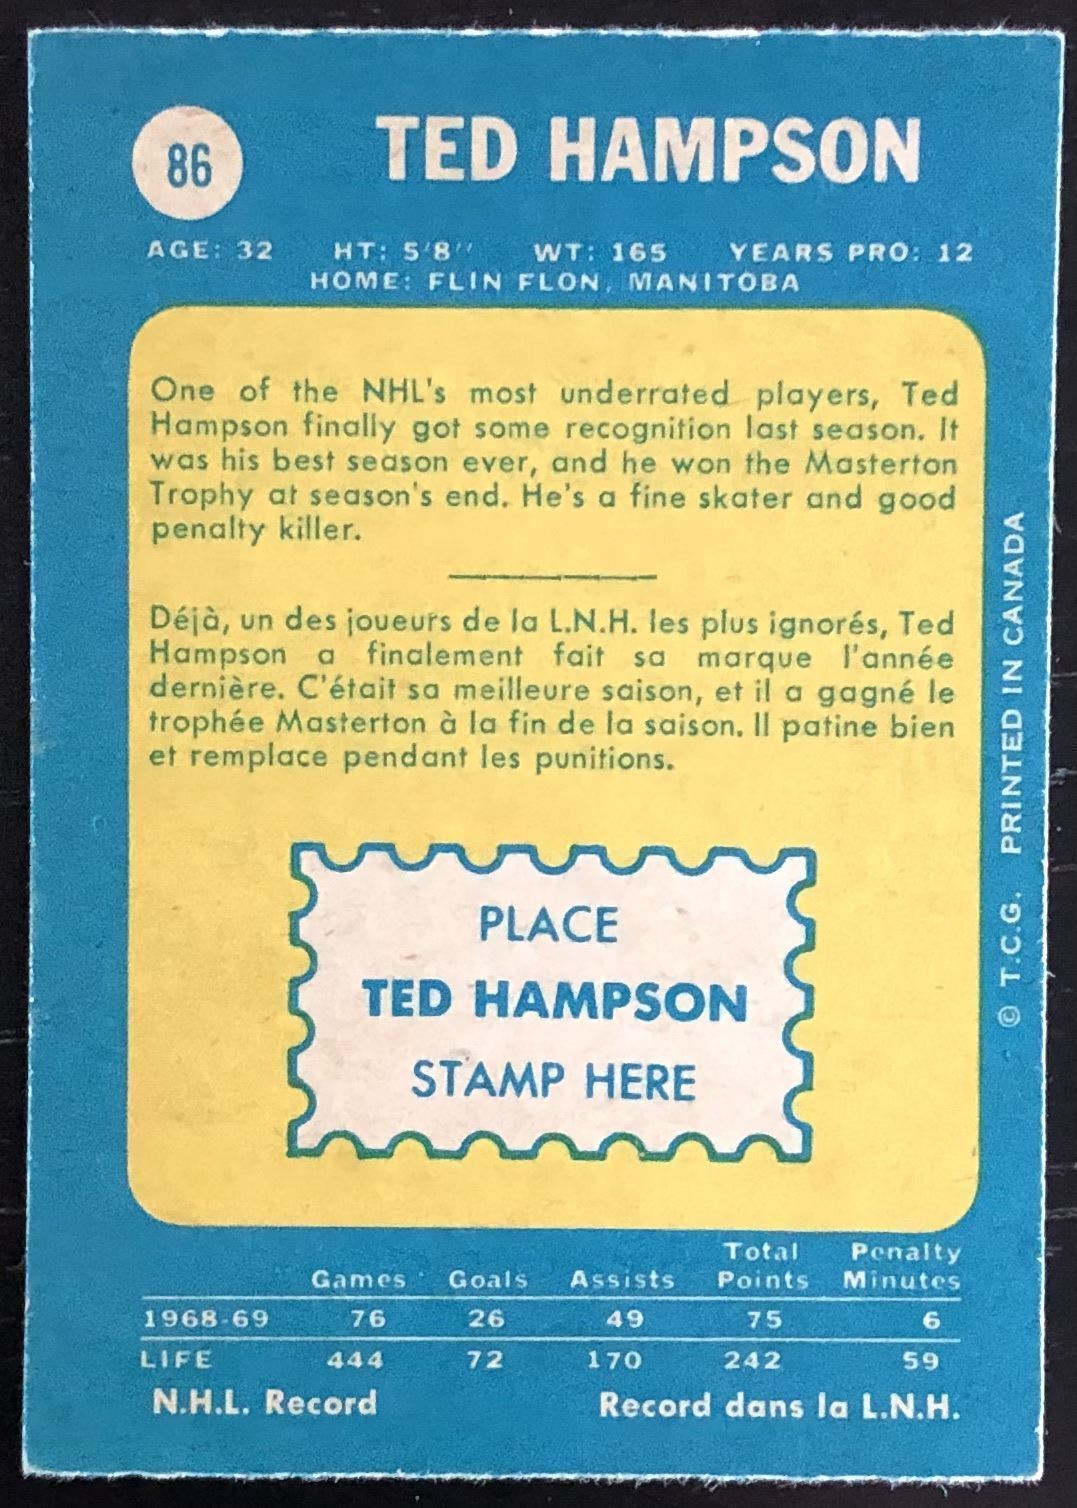 86
TED HAMPSON
AGE: 32 HT: 5'8" WT: 165 YEARS PRO: 12
HOME: FLIN FLON, MANITOBA
One of the NHL's most underrated players, Ted
Hampson finally got some recognition last season. It
was his best season ever, and he won the Masterton
Trophy at season's end. He's a fine skater and good
penalty killer.
Déjà, un des joueurs de la L.N.H. les plus ignorés, Ted
Hampson a finalement fait sa marque l'année
dernière. C'était sa meilleure saison, et il a gagné le
trophée Masterton à la fin de la saison. Il patine bien
et remplace pendant les punitions.
PLACE
TED HAMPSON
STAMP HERE
© T.C.G. PRINTED IN CANADA
Total Penalty
Games Goals Assists Points Minutes
1968-69 76 26 49 75 6
LIFE 444 72 170 242 59
N.H.L. Record Record dans la L.N.H.